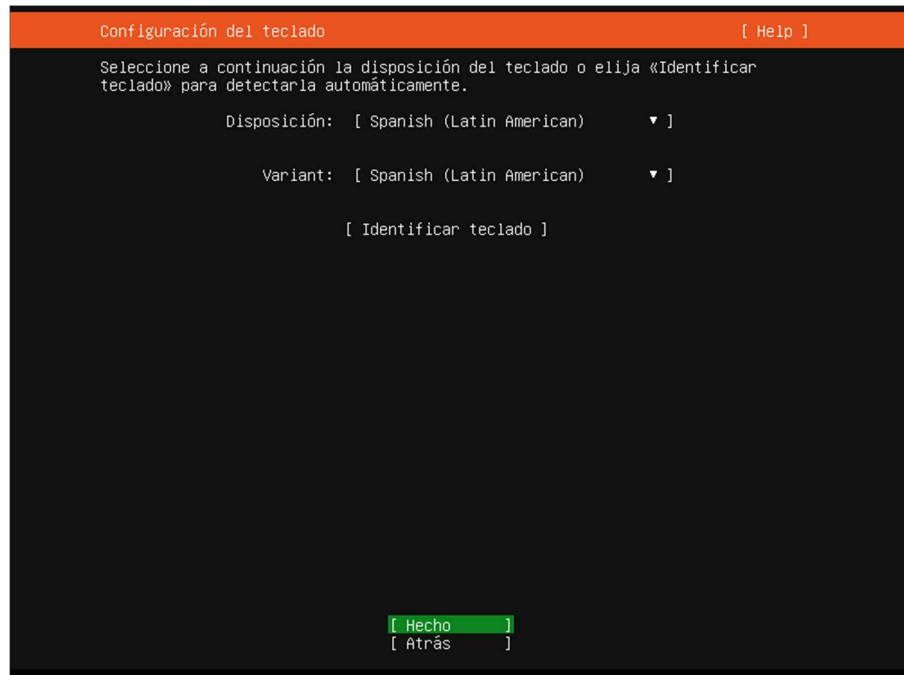 Configuración del teclado [ Help ]
Seleccione a continuación la disposición del teclado o elija «Identificar
teclado» para detectarla automáticamente.
Disposición: [ Spanish (Latin American) ▾ ]
Variant: [ Spanish (Latin American) ▾ ]
[ Identificar teclado ]
[ Hecho ]
[ Atrás ]